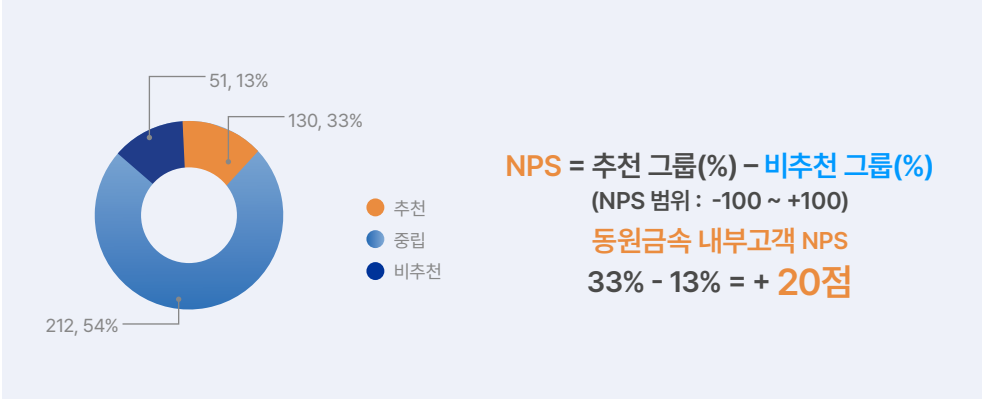 51, 13%
130, 33%
212, 54%
추천
중립
비추천
NPS = 추천 그룹(%) – 비추천 그룹(%)
(NPS 범위 : -100 ~ +100)
동원금속 내부고객 NPS
33% - 13% = + 20점